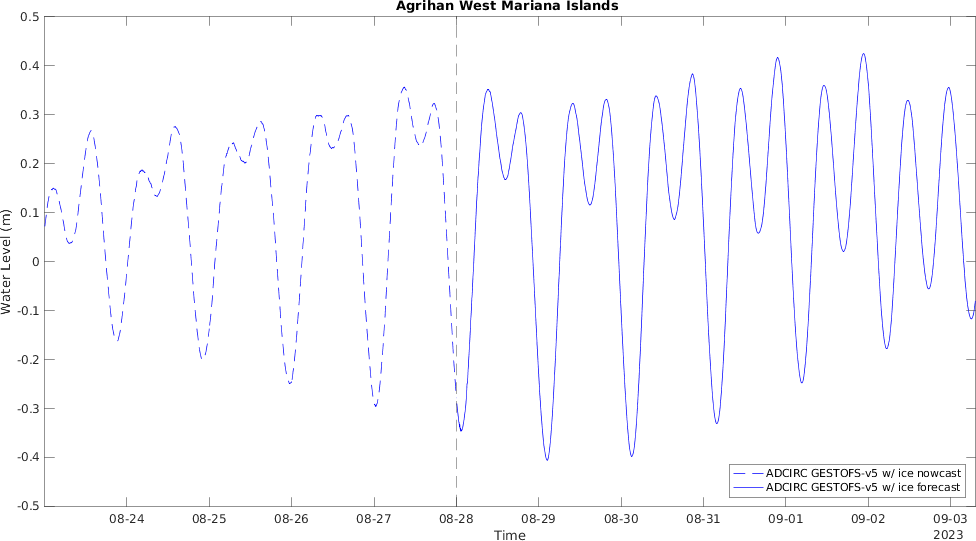 Agrihan West Mariana Islands
0.5
0.4
0.3
0.2
0.1
0
-0.1
-0.2
-0.3
-0.4
-0.5
Water Level (m)
ADCIRC GESTOFS-v5 w/ ice nowcast
ADCIRC GESTOFS-v5 w/ ice forecast
08-24 08-25 08-26 08-27 08-28 08-29 08-30 08-31 09-01 09-02 09-03
Time
2023